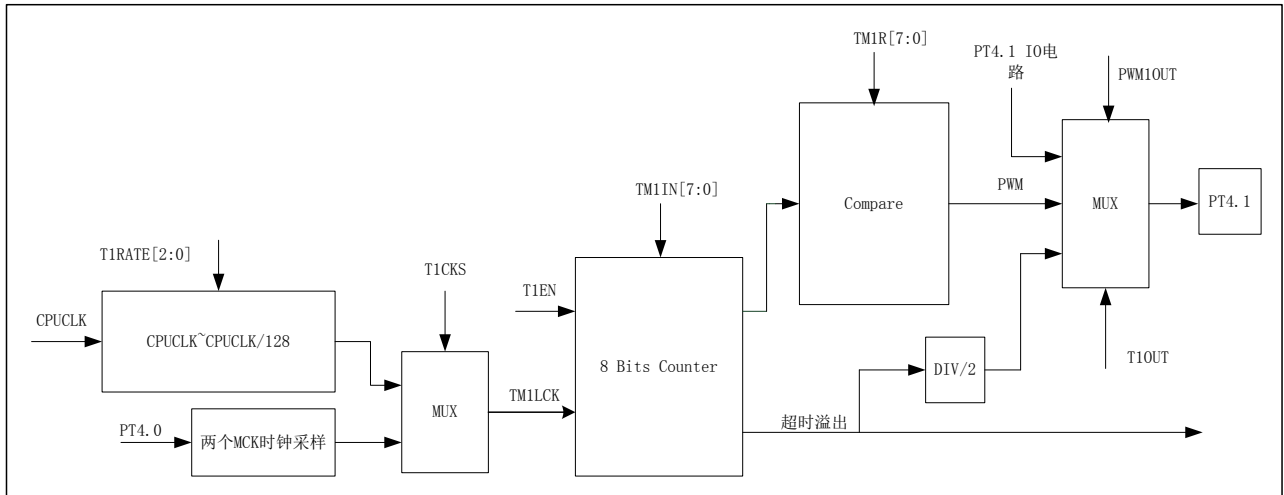 TM1R[7:0]
PT4.1 IO电
路
PWM1OUT
TM1IN[7:0]
Compare
PWM
MUX
PT4.1
T1RATE[2:0]
T1CKS
T1EN
CPUCLK
CPUCLK~CPUCLK/128
8 Bits Counter
DIV/2
T1OUT
TM1LCK
MUX
超时溢出
PT4.0
两个MCK时钟采样